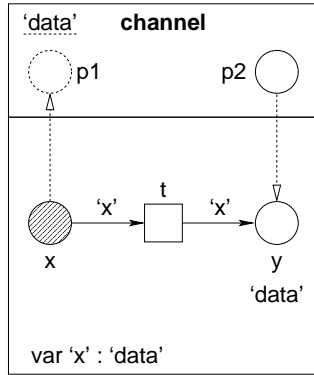 ‘data’ channel
p1 p2
t
‘x’ ‘x’
x y
‘data’
var ‘x’ : ‘data’